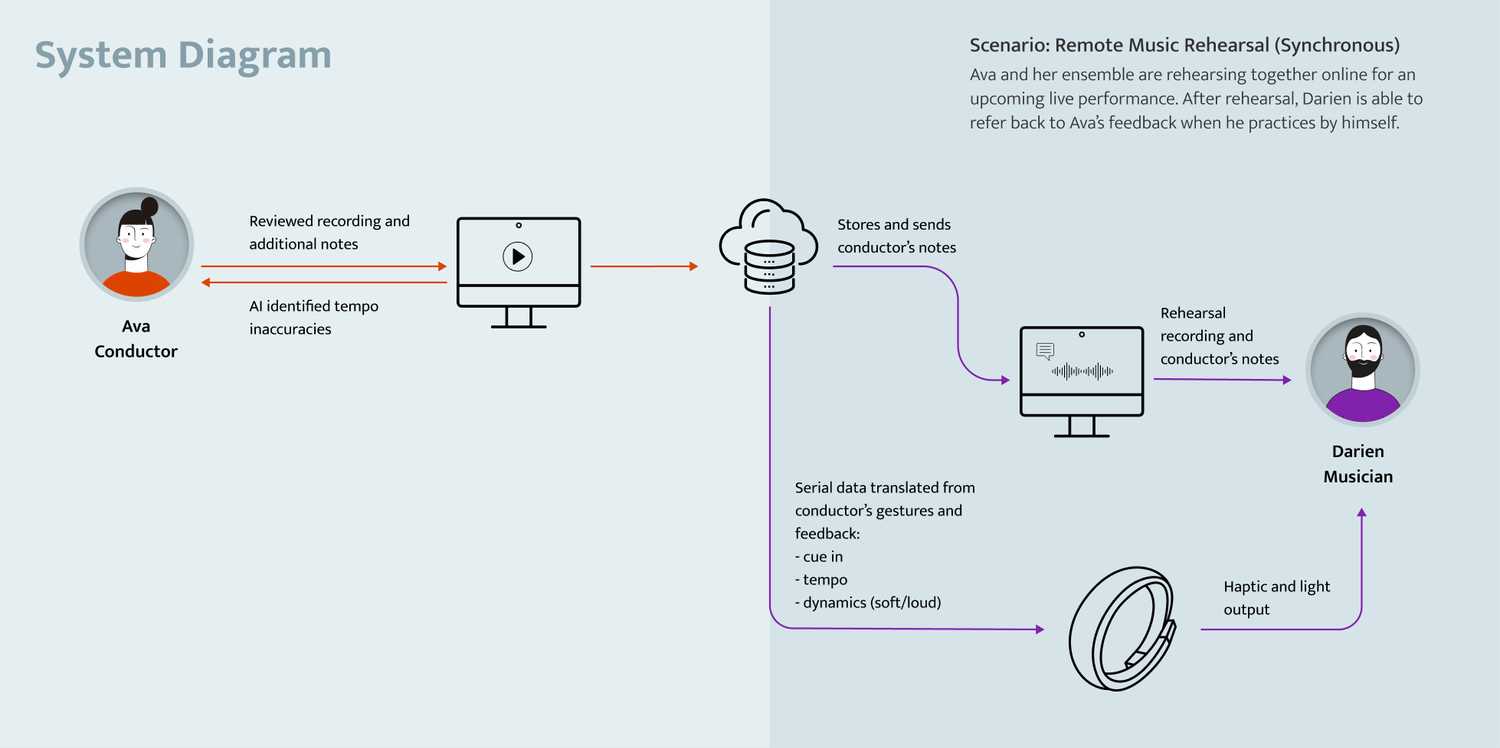 System Diagram
Scenario: Remote Music Rehearsal (Synchronous)
Ava and her ensemble are rehearsing together online for an
upcoming live performance. After rehearsal, Darien is able to
refer back to Ava’s feedback when he practices by himself.
Reviewed recording and
additional notes
AI identified tempo
inaccuracies
Ava
Conductor
Stores and sends
conductor’s notes
Rehearsal
recording and
conductor’s notes
Darien
Musician
Serial data translated from
conductor’s gestures and
feedback:
- cue in
- tempo
- dynamics (soft/loud)
Haptic and light
output